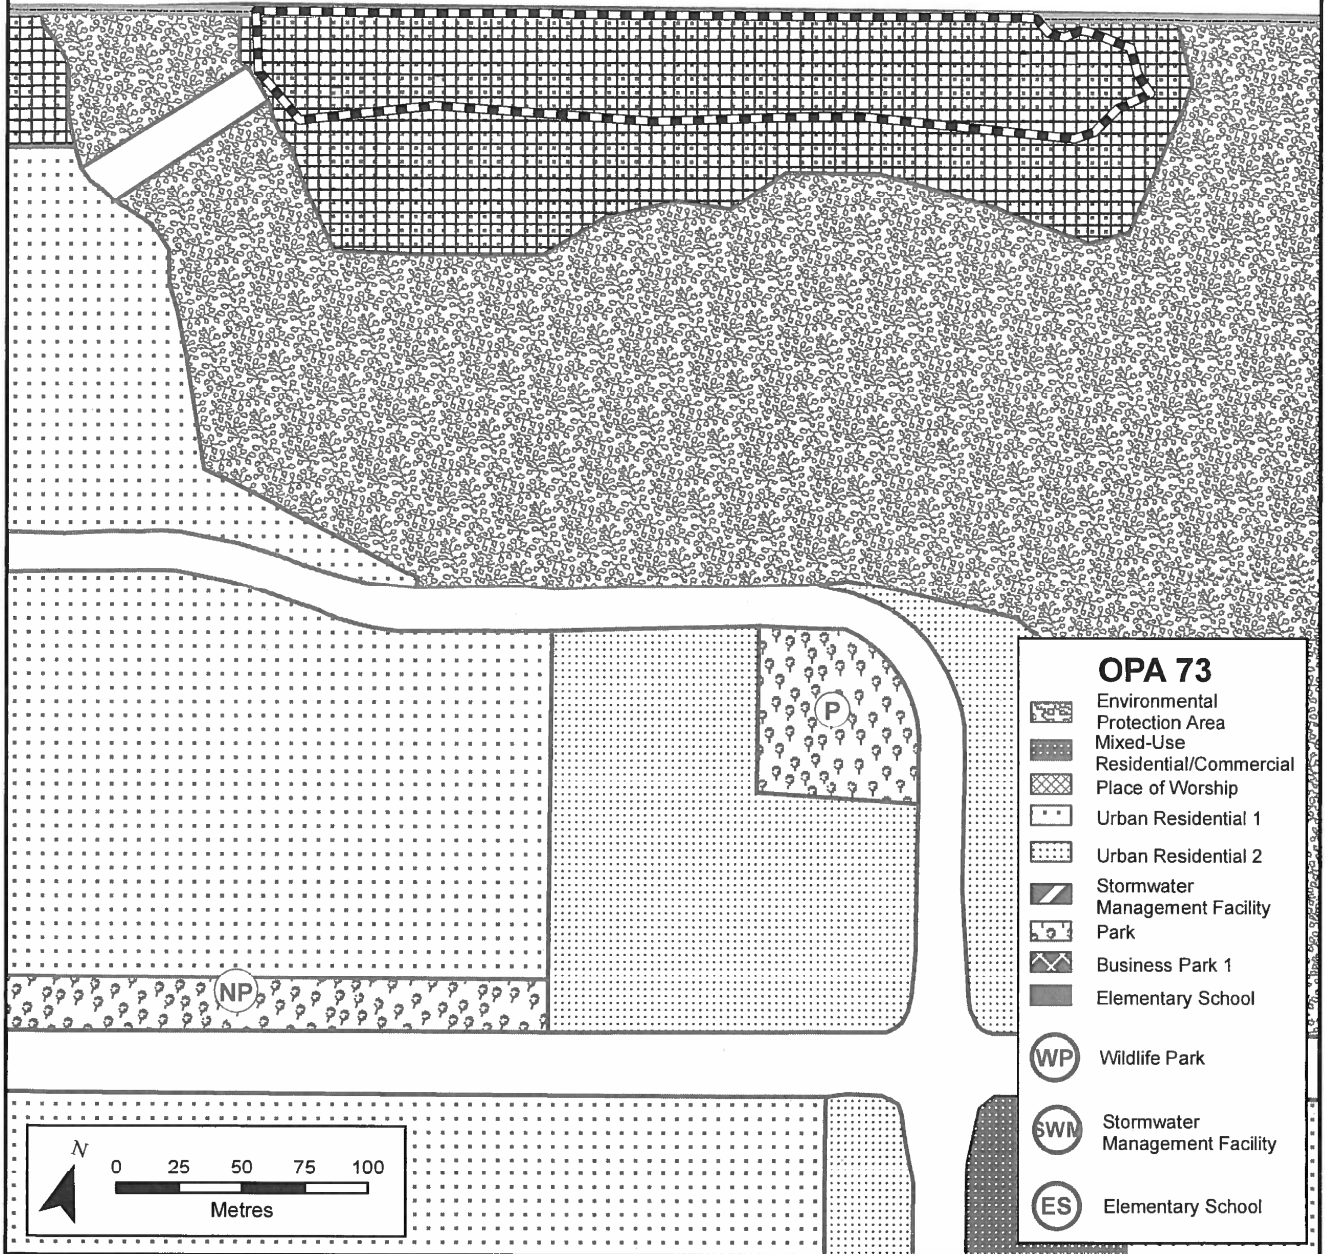 P
NP
N
0 25 50 75 100
Metres
OPA 73
Environmental
Protection Area
Mixed-Use
Residential/Commercial
Place of Worship
Urban Residential 1
Urban Residential 2
Stormwater
Management Facility
Park
Business Park 1
Elementary School
WP Wildlife Park
SWM Stormwater
Management Facility
ES Elementary School